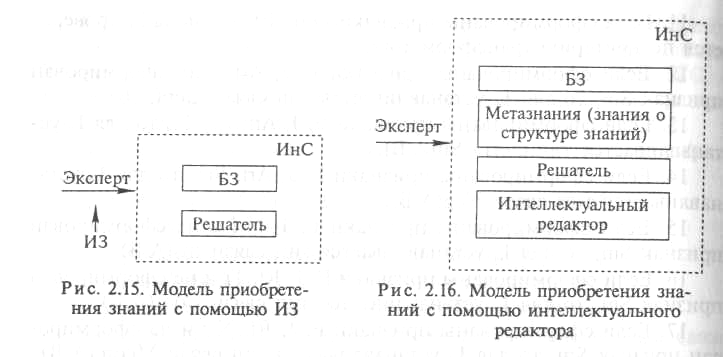 ИнС
Эксперт
ИЗ
БЗ
Решатель
Рис. 2.15. Модель приобрете-
ния знаний с помощью ИЗ
ИнС
Эксперт
БЗ
Метазнания (знания о
структуре знаний)
Решатель
Интеллектуальный
редактор
Рис. 2.16. Модель приобретения зна-
ний с помощью интеллектуального
редактора